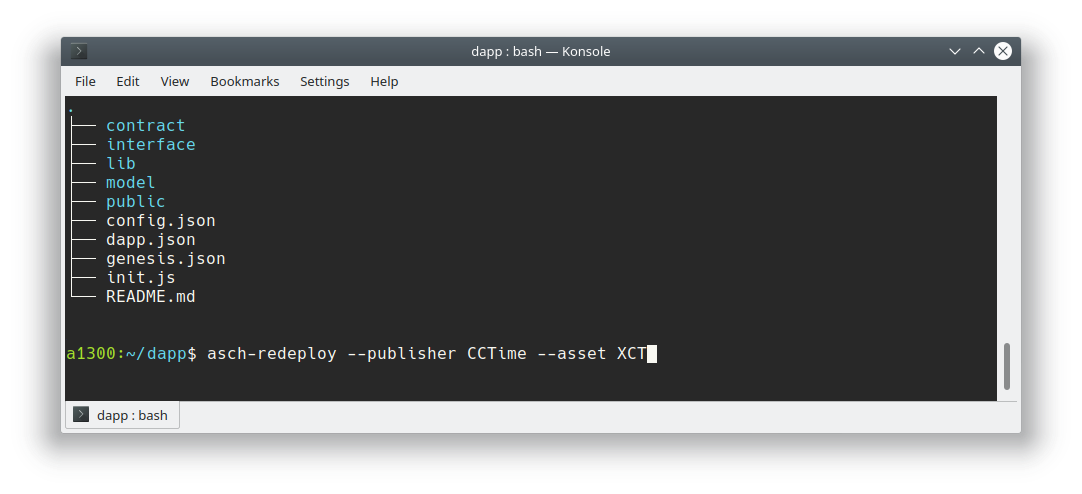 dapp : bash — Konsole
File Edit View Bookmarks Settings Help
.
├── contract
├── interface
├── lib
├── model
├── public
├── config.json
├── dapp.json
├── genesis.json
├── init.js
└── README.md
a1300:~/dapp$ asch-redeploy --publisher CCTime --asset XCT
dapp : bash